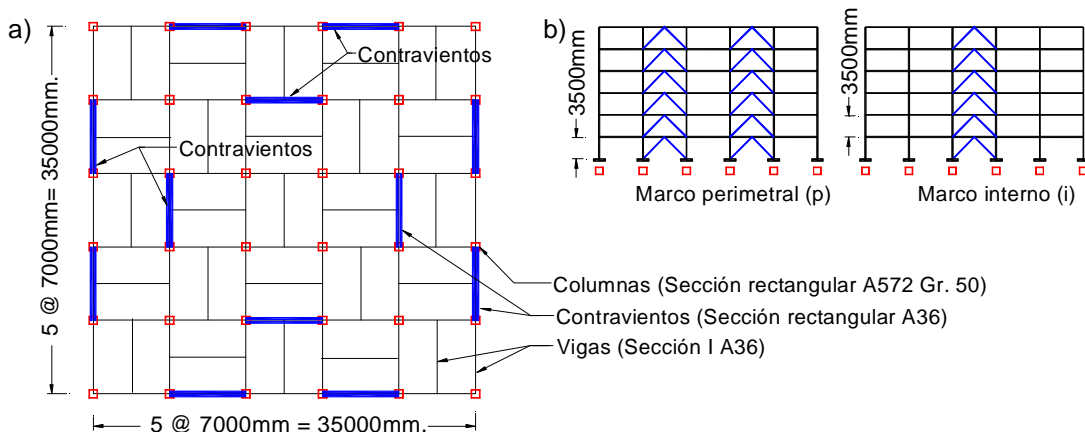 a)
Contravientos
Contravientos
5 @ 7000mm= 35000mm.
5 @ 7000mm = 35000mm.
Columnas (Sección rectangular A572 Gr. 50)
Contravientos (Sección rectangular A36)
Vigas (Sección I A36)
b)
3500mm
Marco perimetral (p)
3500mm
Marco interno (i)